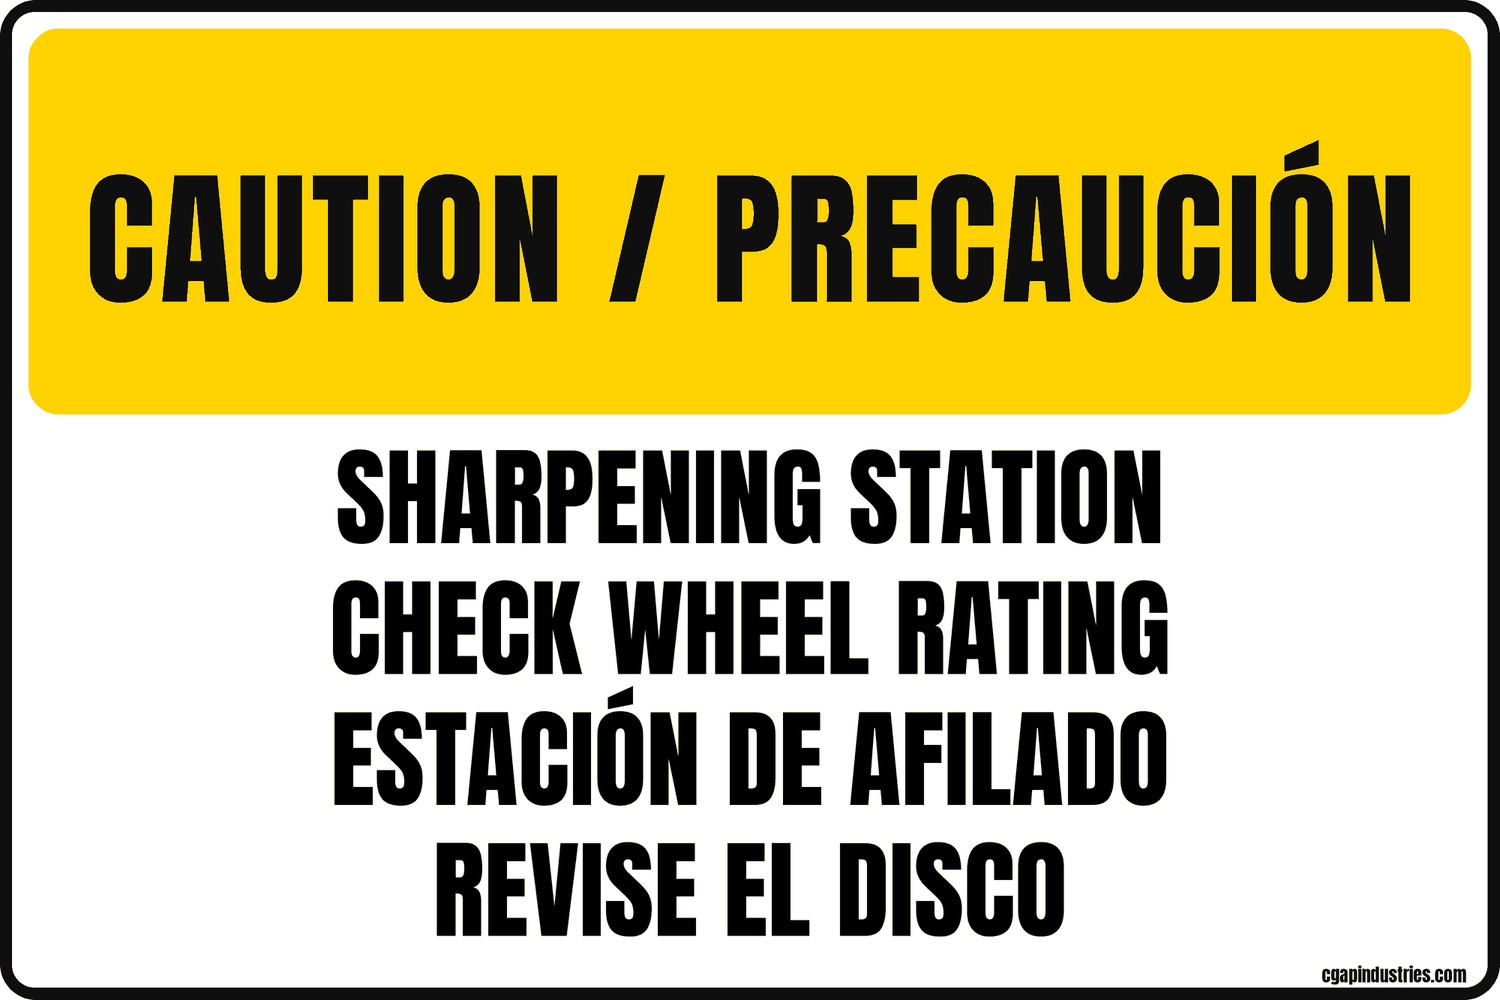 CAUTION / PRECAUCIÓN
SHARPENING STATION
CHECK WHEEL RATING
ESTACIÓN DE AFILADO
REVISE EL DISCO
cgapindustries.com